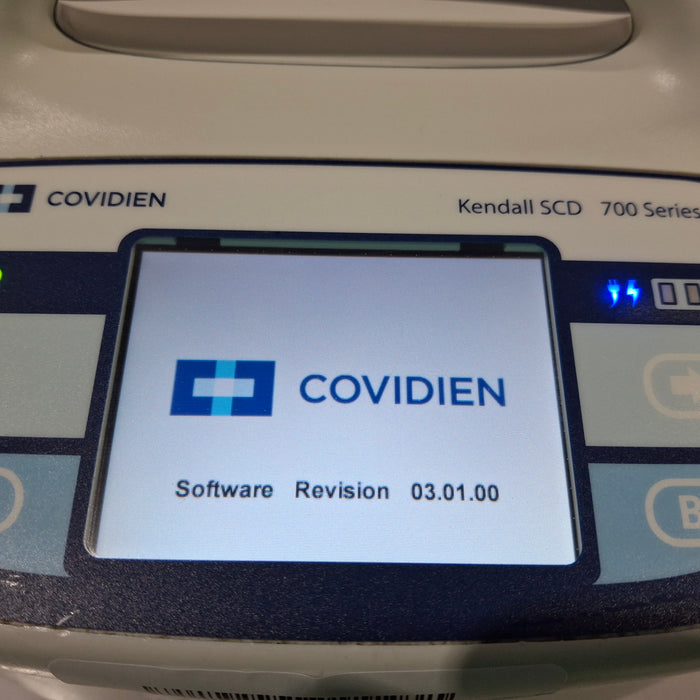 COVIDIEN
Kendall SCD 700 Series
COVIDIEN
Software Revision 03.01.00
B